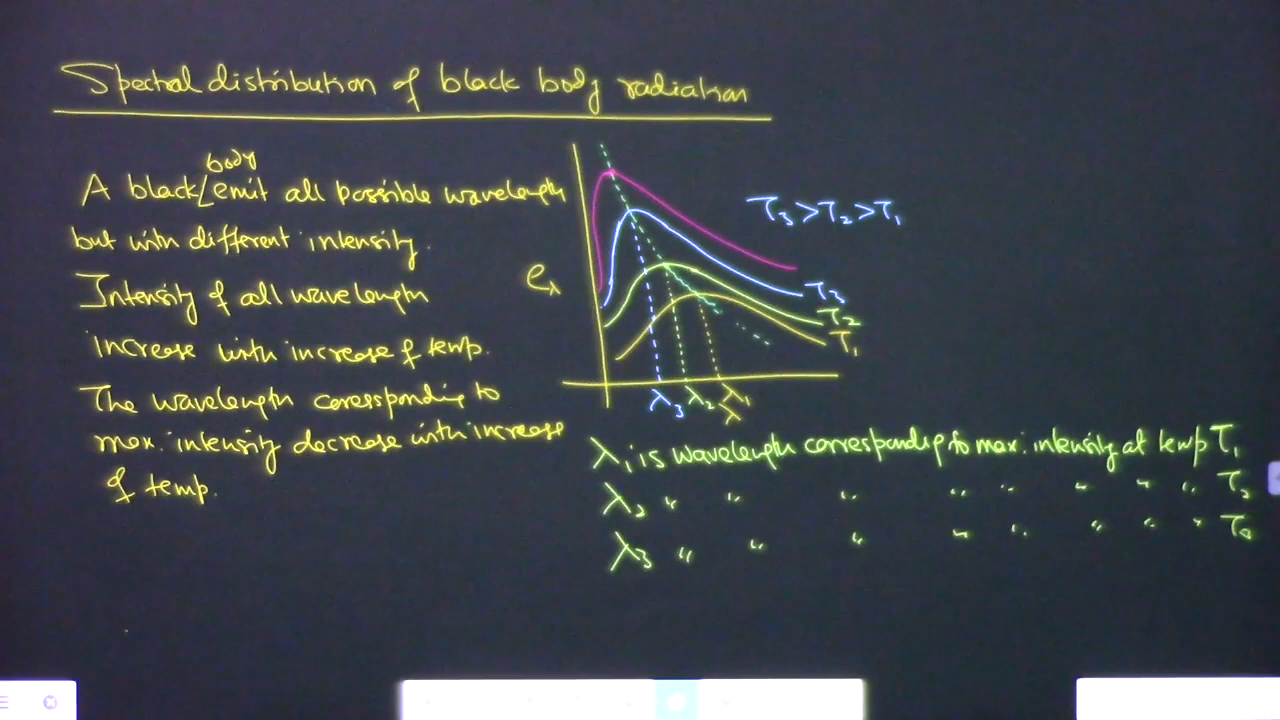 Spectral distribution of black body radiation
body
A black emit all possible wavelength
but with different intensity.
Intensity of all wavelength
increase with increase of temp.
The wavelength coressponding to
max. intensity decrease with increase
of temp.
T₃ > T₂ > T₁
eλ
T₃
T₂
T₁
λ₃ λ₂ λ₁
λ
λ₁ is wavelength corresponding to max. intensity at temp T₁
λ₂ " " " " " " " " T₂
λ₃ " " " " " " " "